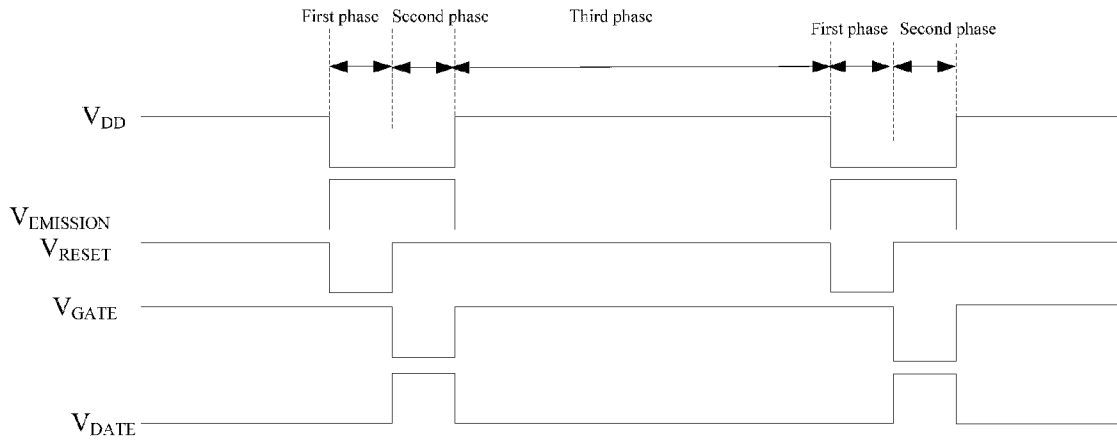 First phase
Second phase
Third phase
First phase
Second phase
VDD
VEMISSION
VRESET
VGATE
VDATE